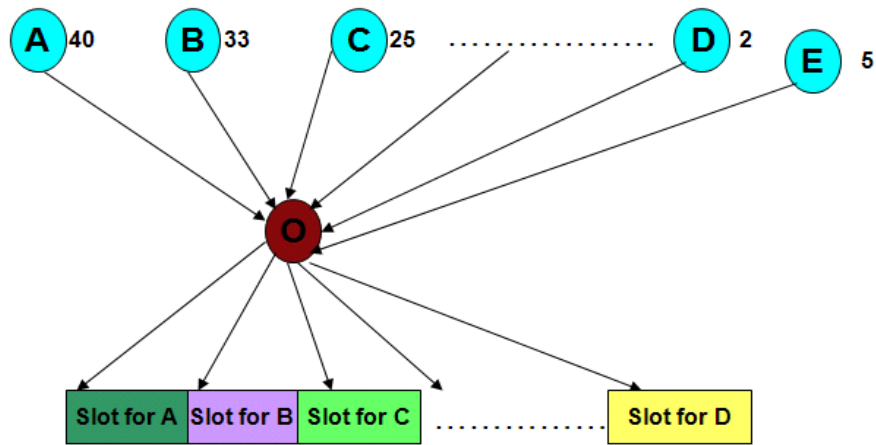 A 40 B 33 C 25 .................. D 2
E 5
O
Slot for A Slot for B Slot for C ............... Slot for D